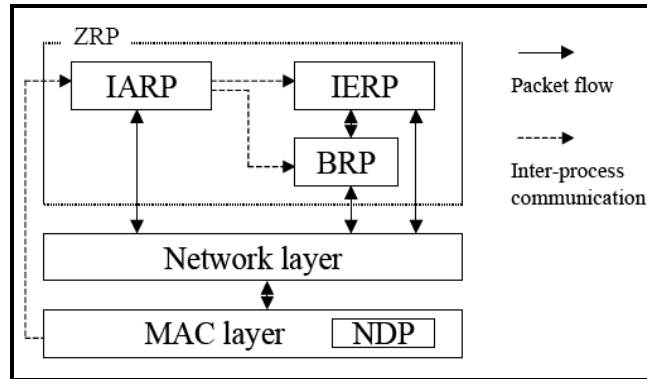 ZRP
IARP
IERP
BRP
Network layer
MAC layer
NDP
Packet flow
Inter-process
communication